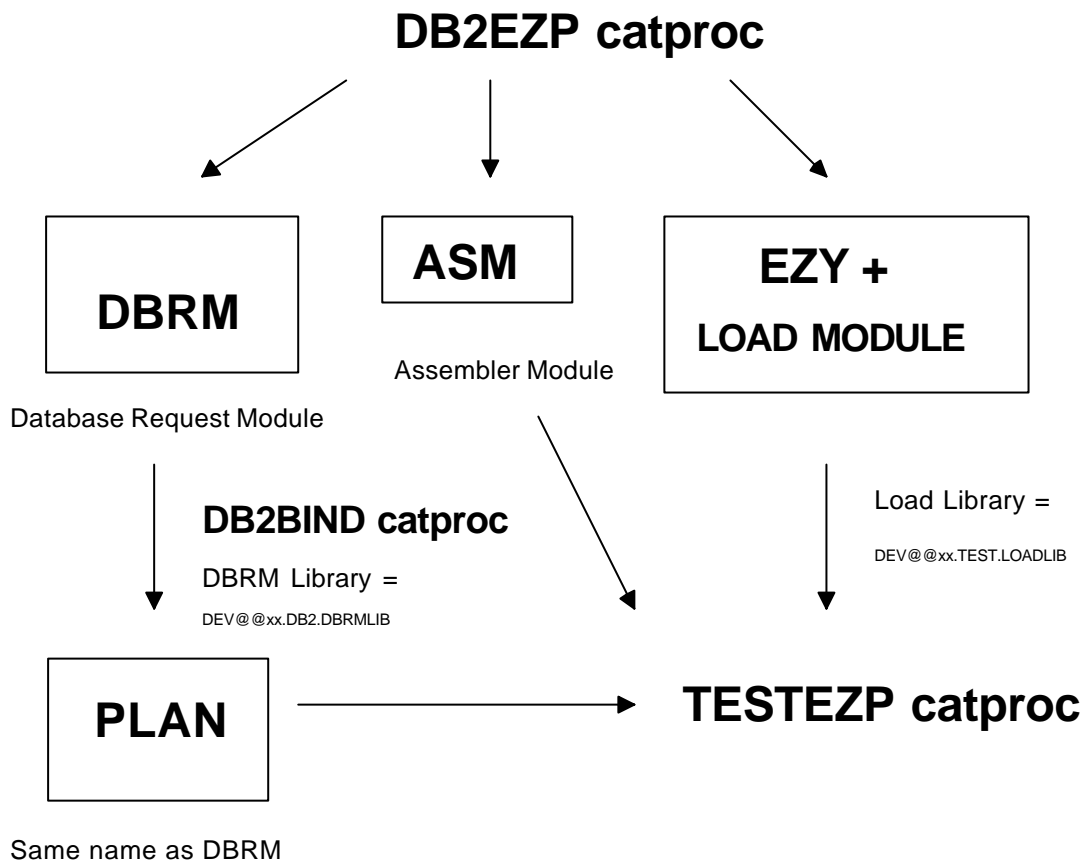 DB2EZP catproc
DBRM
ASM
EZY +
LOAD MODULE
Assembler Module
Database Request Module
DB2BIND catproc
DBRM Library =
DEV@@xx.DB2.DBRMLIB
Load Library =
DEV@@xx.TEST.LOADLIB
PLAN
TESTEZP catproc
Same name as DBRM